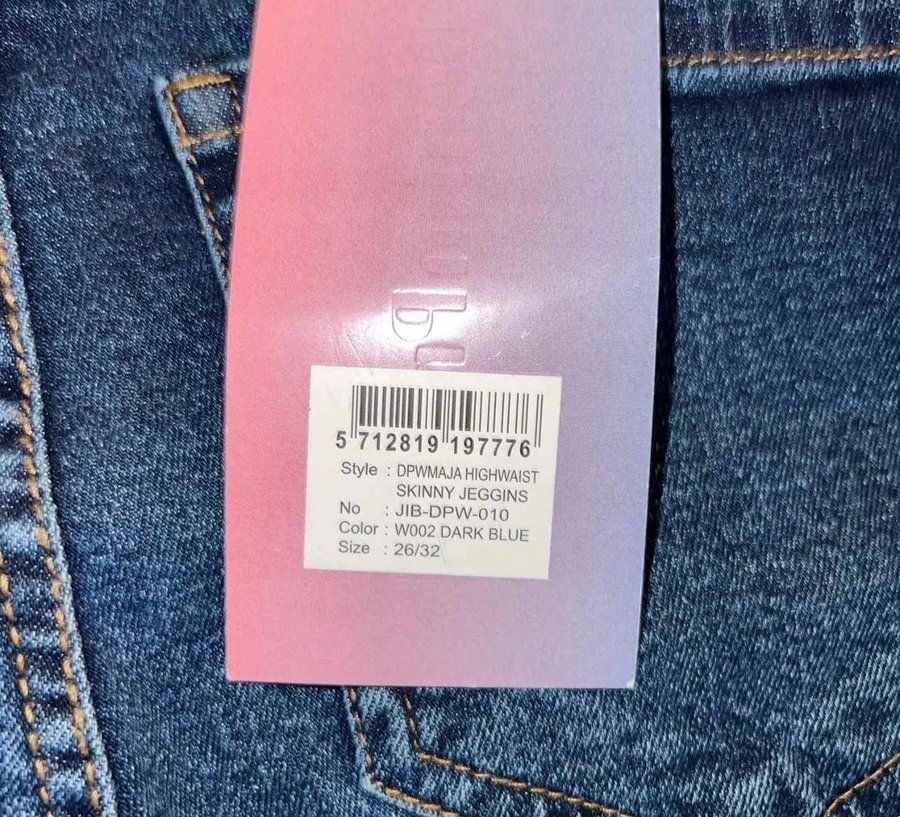 5 712819 197776
Style : DPWMAJA HIGHWAIST
SKINNY JEGGINS
No : JIB-DPW-010
Color : W002 DARK BLUE
Size : 26/32